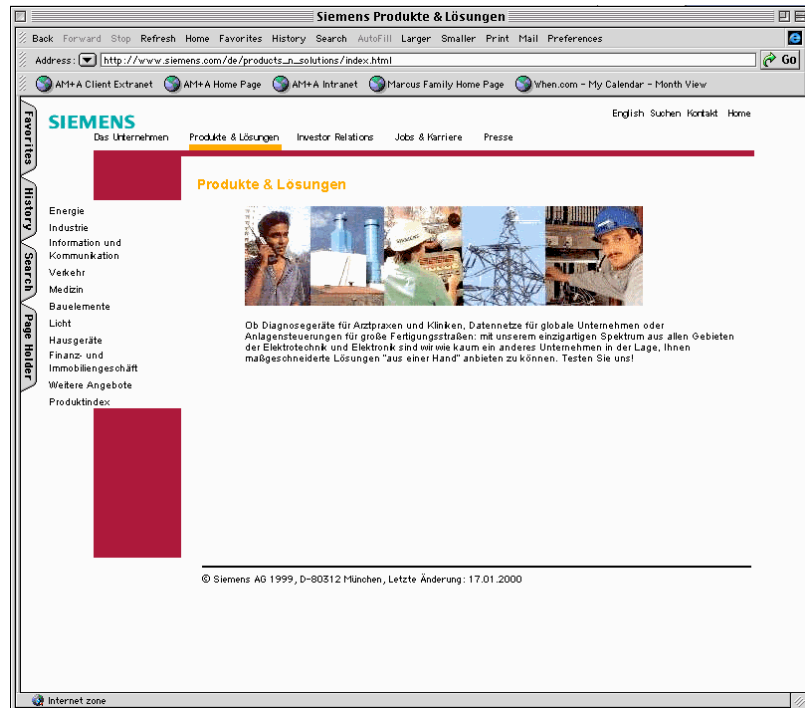 Siemens Produkte & Lösungen
Back Forward Stop Refresh Home Favorites History Search AutoFill Larger Smaller Print Mail Preferences
Address: http://www.siemens.com/de/products_n_solutions/index.html Go
AM+A Client Extranet AM+A Home Page AM+A Intranet Marcus Family Home Page When.com - My Calendar - Month View
Favorites
History
Search
Page Holder
English Suchen Kontakt Home
SIEMENS
Das Unternehmen Produkte & Lösungen Investor Relations Jobs & Karriere Presse
Produkte & Lösungen
Energie
Industrie
Information und
Kommunikation
Verkehr
Medizin
Bauelemente
Licht
Hausgeräte
Finanz- und
Immobiliengeschäft
Weitere Angebote
Produktindex
SIEMENS
Ob Diagnosegeräte für Arztpraxen und Kliniken, Datennetze für globale Unternehmen oder
Anlagensteuerungen für große Fertigungsstraßen: mit unserem einzigartigen Spektrum aus allen Gebieten
der Elektrotechnik und Elektronik sind wir wie kaum ein anderes Unternehmen in der Lage, Ihnen
maßgeschneiderte Lösungen "aus einer Hand" anbieten zu können. Testen Sie uns!
© Siemens AG 1999, D-80312 München, Letzte Änderung: 17.01.2000
Internet zone